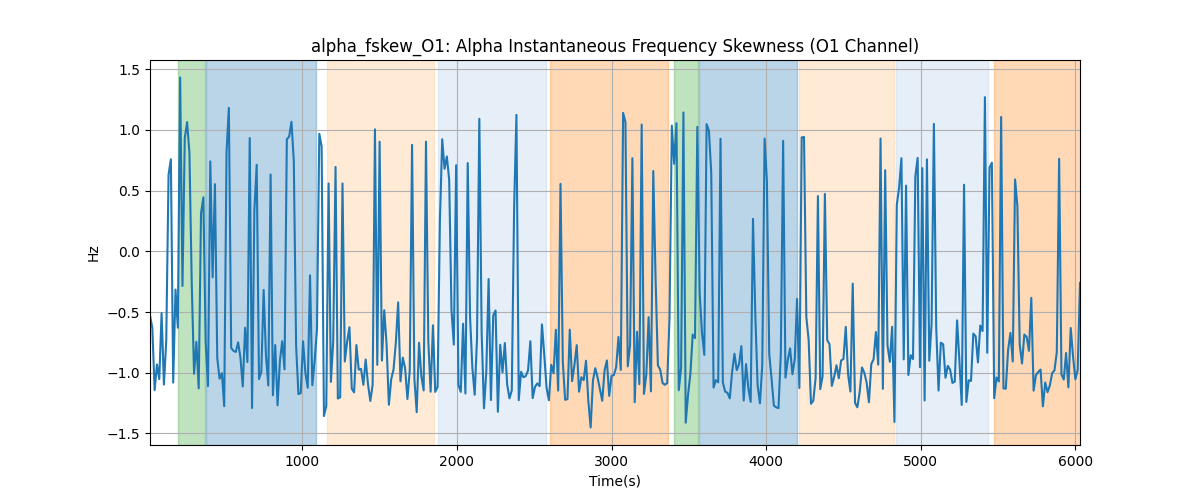 alpha_fskew_O1: Alpha Instantaneous Frequency Skewness (O1 Channel)
1.5
1.0
0.5
0.0
−0.5
−1.0
−1.5
Hz
1000 2000 3000 4000 5000 6000
Time(s)